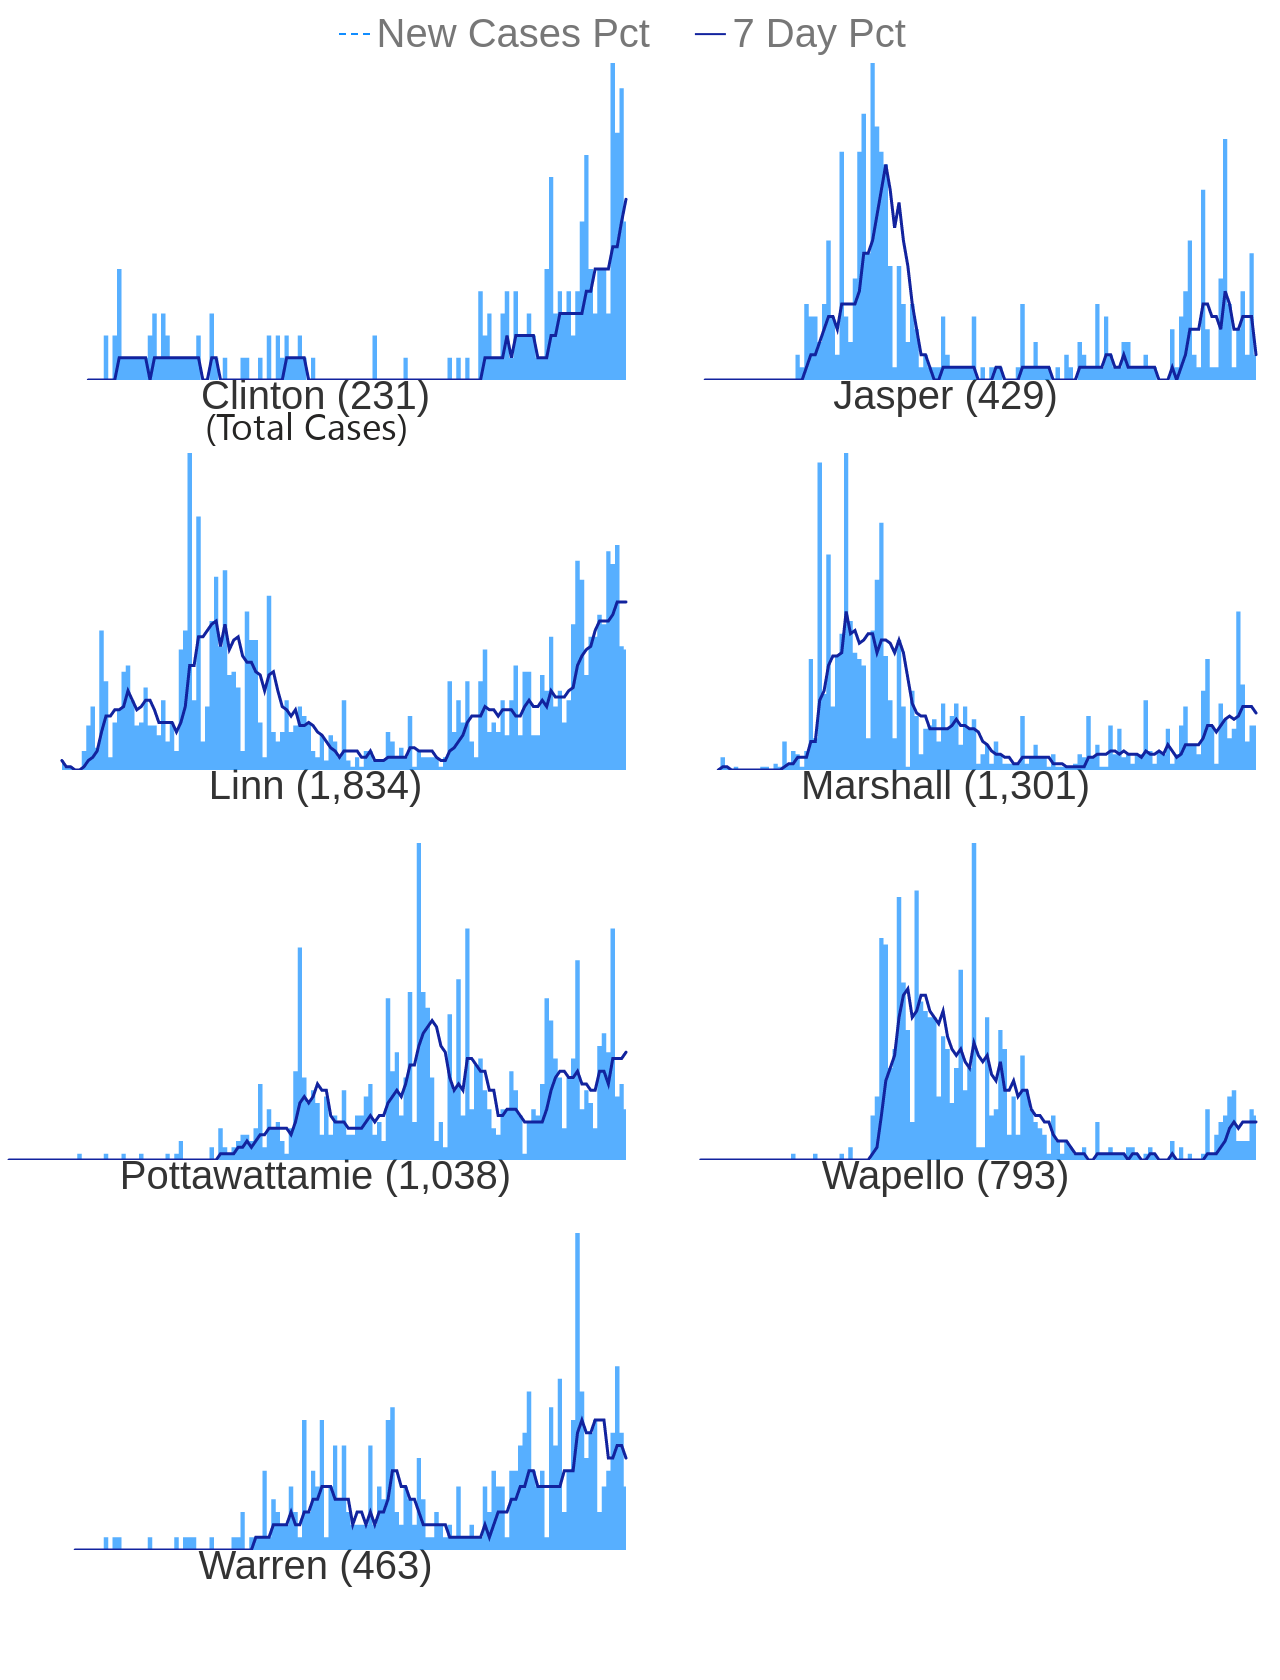 New Cases Pct 7 Day Pct
Clinton (231) Jasper (429)
(Total Cases)
Linn (1,834) Marshall (1,301)
Pottawattamie (1,038) Wapello (793)
Warren (463)